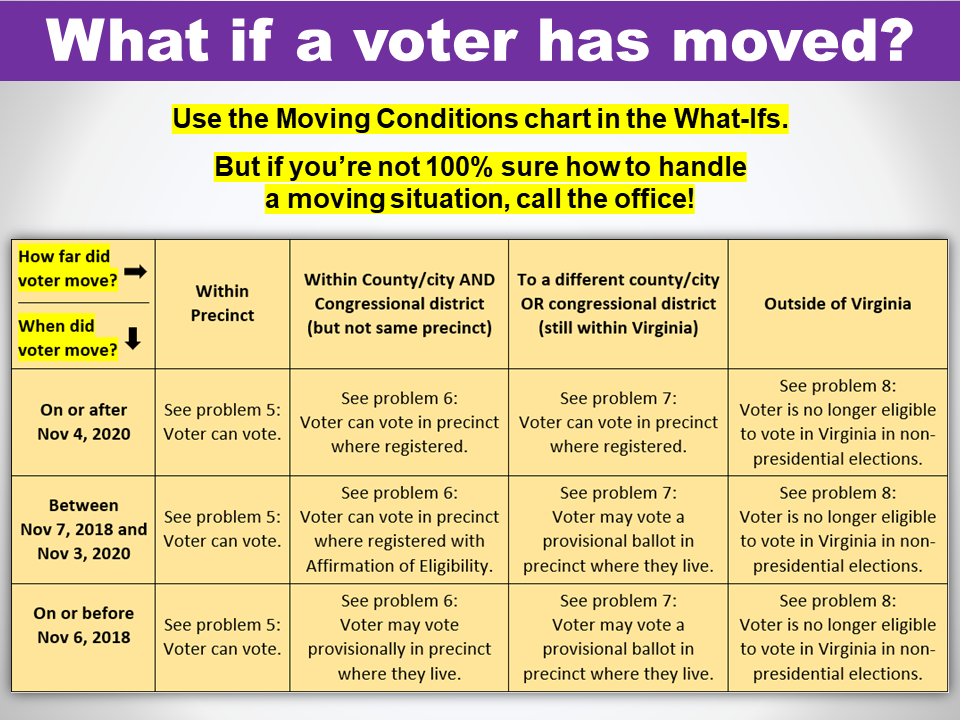 What if a voter has moved?
Use the Moving Conditions chart in the What-Ifs.
But if you’re not 100% sure how to handle
a moving situation, call the office!
How far did
voter move?
When did
voter move?
Within
Precinct
Within County/city AND
Congressional district
(but not same precinct)
To a different county/city
OR congressional district
(still within Virginia)
Outside of Virginia
On or after
Nov 4, 2020
See problem 5:
Voter can vote.
See problem 6:
Voter can vote in precinct
where registered.
See problem 7:
Voter can vote in precinct
where registered.
See problem 8:
Voter is no longer eligible
to vote in Virginia in non-
presidential elections.
Between
Nov 7, 2018 and
Nov 3, 2020
See problem 5:
Voter can vote.
See problem 6:
Voter can vote in precinct
where registered with
Affirmation of Eligibility.
See problem 7:
Voter may vote a
provisional ballot in
precinct where they live.
See problem 8:
Voter is no longer eligible
to vote in Virginia in non-
presidential elections.
On or before
Nov 6, 2018
See problem 5:
Voter can vote.
See problem 6:
Voter may vote
provisionally in precinct
where they live.
See problem 7:
Voter may vote a
provisional ballot in
precinct where they live.
See problem 8:
Voter is no longer eligible
to vote in Virginia in non-
presidential elections.